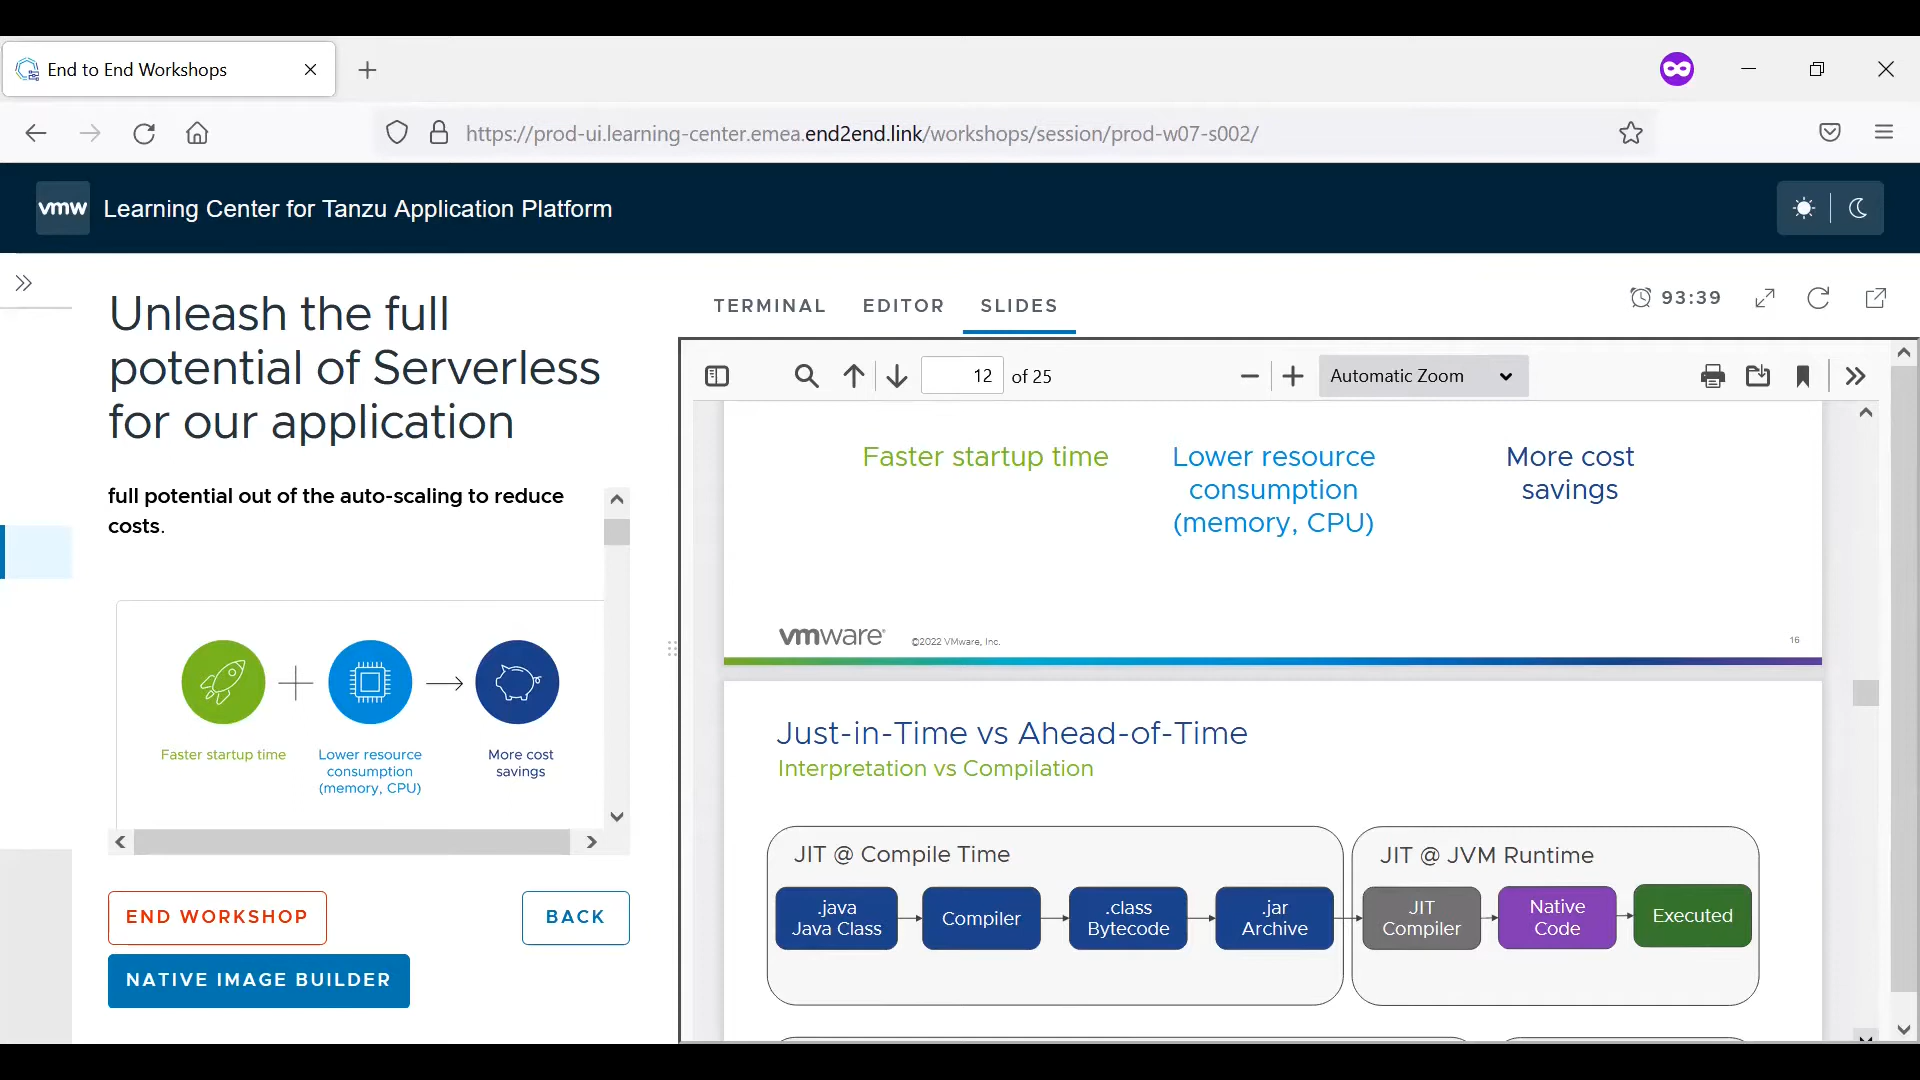 End to End Workshops
https://prod-ui.learning-center.emea.end2end.link/workshops/session/prod-w07-s002/
vmw Learning Center for Tanzu Application Platform
Unleash the full
potential of Serverless
for our application
full potential out of the auto-scaling to reduce
costs.
Faster startup time
Lower resource
consumption
(memory, CPU)
More cost
savings
END WORKSHOP
BACK
NATIVE IMAGE BUILDER
TERMINAL
EDITOR
SLIDES
93:39
12 of 25
Automatic Zoom
Faster startup time
Lower resource
consumption
(memory, CPU)
More cost
savings
vmware®
©2022 VMware, Inc.
16
Just-in-Time vs Ahead-of-Time
Interpretation vs Compilation
JIT @ Compile Time
.java
Java Class
Compiler
.class
Bytecode
.jar
Archive
JIT @ JVM Runtime
JIT
Compiler
Native
Code
Executed